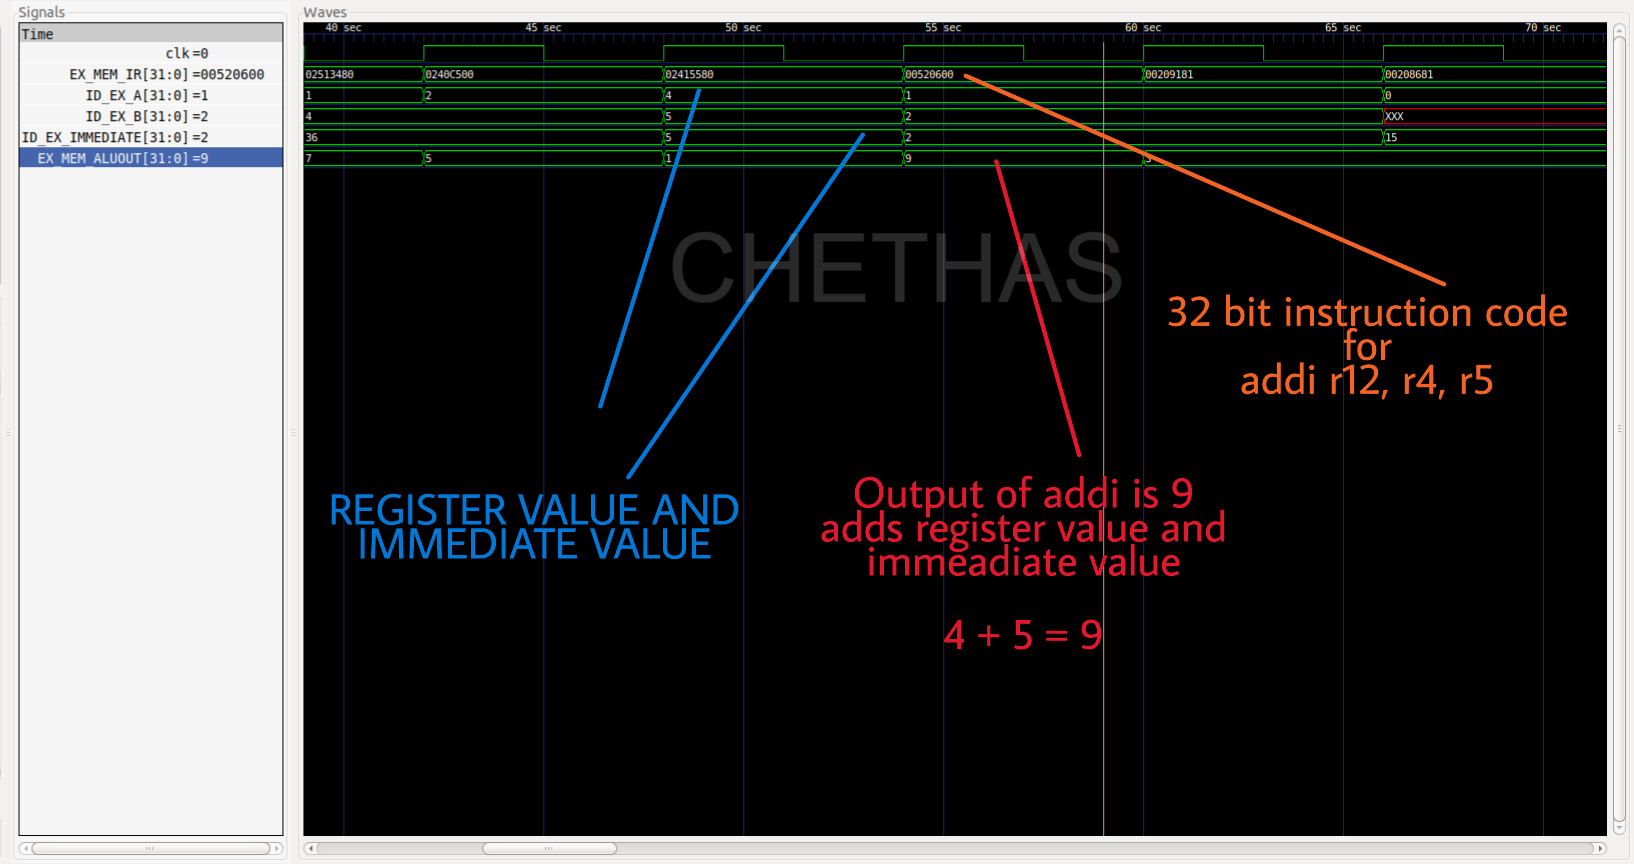 Signals
Waves
Time
40 sec 45 sec 50 sec 55 sec 60 sec 65 sec 70 sec
clk=0
EX_MEM_IR[31:0]=00520600 02513480 0240C500 02415580 00520600 00209181 00208681
ID_EX_A[31:0]=1 1 2 4 1 0
ID_EX_B[31:0]=2 4 5 2 XXX
ID_EX_IMMEDIATE[31:0]=2 36 5 2 15
EX_MEM_ALUOUT[31:0]=9 7 5 1 9
CHETHAS
32 bit instruction code
for
addi r12, r4, r5
REGISTER VALUE AND
IMMEDIATE VALUE
Output of addi is 9
adds register value and
immeadiate value
4 + 5 = 9